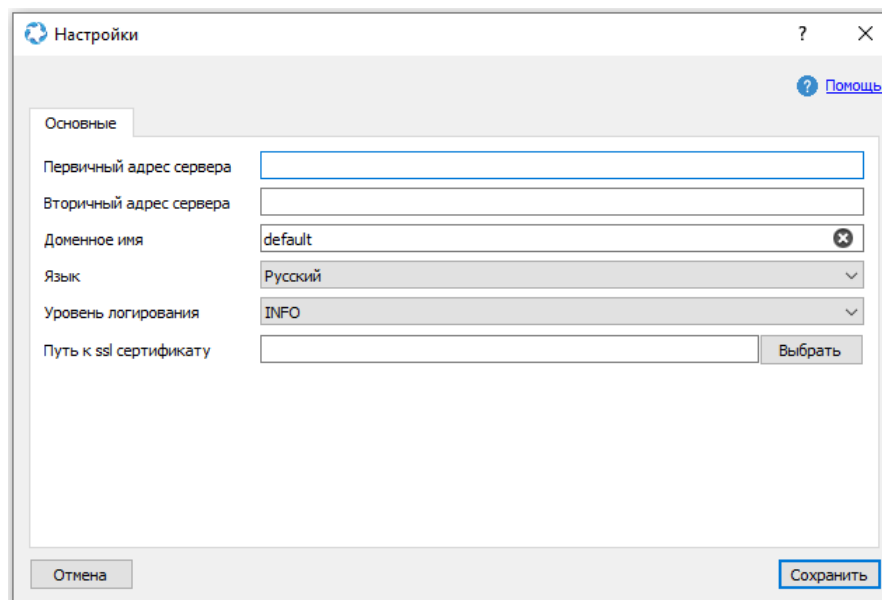 Настройки
?
Помощь
Основные
Первичный адрес сервера
Вторичный адрес сервера
Доменное имя default
Язык Русский
Уровень логирования INFO
Путь к ssl сертификату Выбрать
Отмена Сохранить